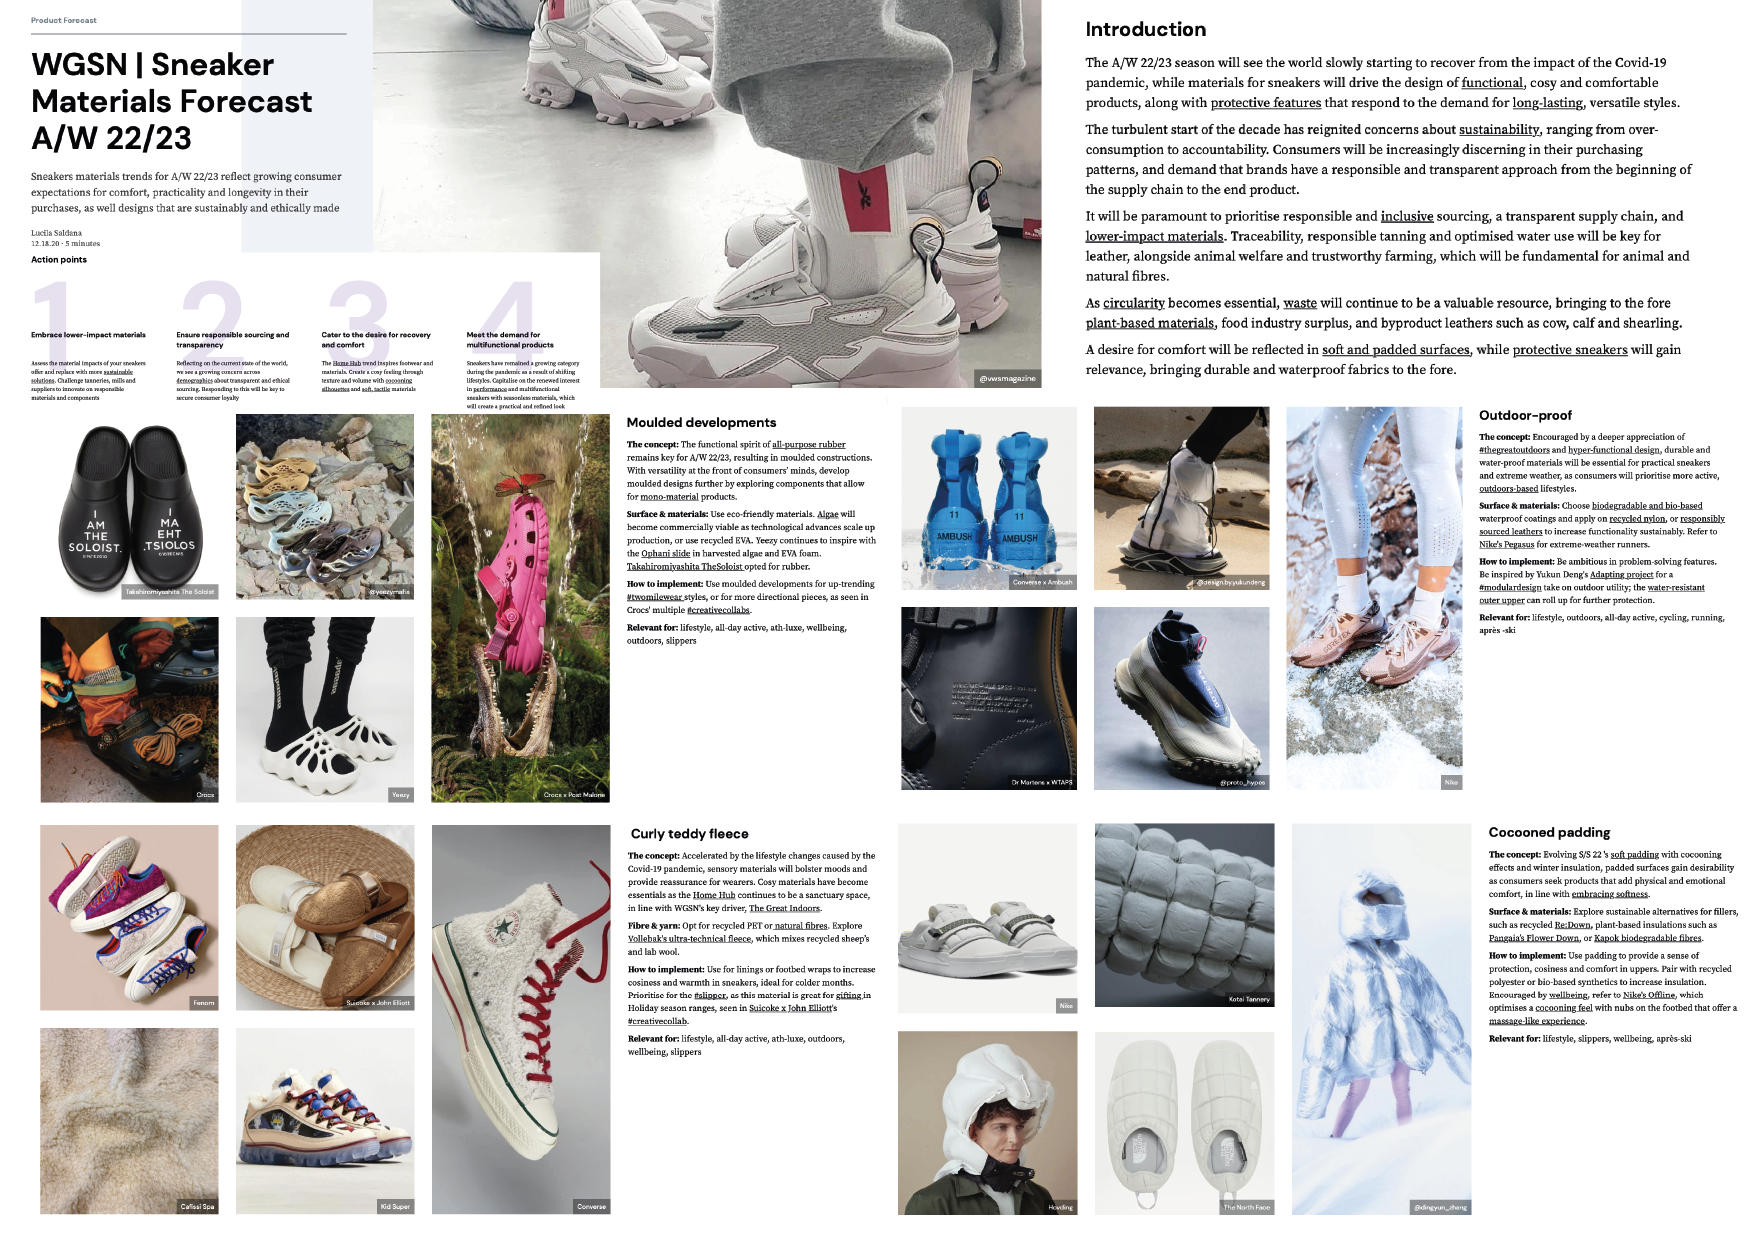 Product Forecast
WGSN | Sneaker
Materials Forecast
A/W 22/23
Sneakers materials trends for A/W 22/23 reflect growing consumer
expectations for comfort, practicality and longevity in their
purchases, as well designs that are sustainably and ethically made
Lucila Saldana
12.18.20 · 5 minutes
@vwsmagazine
Introduction
The A/W 22/23 season will see the world slowly starting to recover from the impact of the Covid-19
pandemic, while materials for sneakers will drive the design of functional, cosy and comfortable
products, along with protective features that respond to the demand for long-lasting, versatile styles.
The turbulent start of the decade has reignited concerns about sustainability, ranging from over-
consumption to accountability. Consumers will be increasingly discerning in their purchasing
patterns, and demand that brands have a responsible and transparent approach from the beginning of
the supply chain to the end product.
It will be paramount to prioritise responsible and inclusive sourcing, a transparent supply chain, and
lower-impact materials. Traceability, responsible tanning and optimised water use will be key for
leather, alongside animal welfare and trustworthy farming, which will be fundamental for animal and
natural fibres.
As circularity becomes essential, waste will continue to be a valuable resource, bringing to the fore
plant-based materials, food industry surplus, and byproduct leathers such as cow, calf and shearling.
A desire for comfort will be reflected in soft and padded surfaces, while protective sneakers will gain
relevance, bringing durable and waterproof fabrics to the fore.
Action points
1
Embrace lower-impact materials
Assess the material impacts of your sneakers
offer and replace with more sustainable
solutions. Challenge tanneries, mills and
suppliers to innovate on responsible
materials and components
2
Ensure responsible sourcing and
transparency
Reflecting on the current state of the world,
we see a growing concern across
demographics about transparent and ethical
sourcing. Responding to this will be key to
secure consumer loyalty
3
Cater to the desire for recovery
and comfort
The Home Hub trend inspires footwear and
materials. Create a cosy feeling through
texture and volume with cocooning
silhouettes and soft, tactile materials
4
Meet the demand for
multifunctional products
Sneakers have remained a growing category
during the pandemic as a result of shifting
lifestyles. Capitalise on the renewed interest
in performance and multifunctional
sneakers with seasonless materials, which
will create a practical and refined look
I
AM
THE
SOLOIST.
Takahiromiyashita The Soloist
@yeezymafia
Crocs
Yeezy
Crocs x Post Malone
Moulded developments
The concept: The functional spirit of all-purpose rubber
remains key for A/W 22/23, resulting in moulded constructions.
With versatility at the front of consumers' minds, develop
moulded designs further by exploring components that allow
for mono-material products.
Surface & materials: Use eco-friendly materials. Algae will
become commercially viable as technological advances scale up
production, or use recycled EVA. Yeezy continues to inspire with
the Ophani slide in harvested algae and EVA foam.
Takahiromiyashita TheSoloist opted for rubber.
How to implement: Use moulded developments for up-trending
#twomilewear styles, or for more directional pieces, as seen in
Crocs' multiple #creativecollabs.
Relevant for: lifestyle, all-day active, ath-luxe, wellbeing,
outdoors, slippers
11
11
AMBUSH
AMBUSH
Converse x Ambush
@design.byyukundeng
Dr Martens x WTAPS
@proto_hypes
Nike
Outdoor-proof
The concept: Encouraged by a deeper appreciation of
#thegreatoutdoors and hyper-functional design, durable and
water-proof materials will be essential for practical sneakers
and extreme weather, as consumers will prioritise more active,
outdoors-based lifestyles.
Surface & materials: Choose biodegradable and bio-based
waterproof coatings and apply on recycled nylon, or responsibly
sourced leathers to increase functionality sustainably. Refer to
Nike's Pegasus for extreme-weather runners.
How to implement: Be ambitious in problem-solving features.
Be inspired by Yukun Deng's Adapting project for a
#modulardesign take on outdoor utility; the water-resistant
outer upper can roll up for further protection.
Relevant for: lifestyle, outdoors, all-day active, cycling, running,
après -ski
Fenom
Suicoke x John Elliott
Cafissi Spa
Kid Super
Converse
Curly teddy fleece
The concept: Accelerated by the lifestyle changes caused by the
Covid-19 pandemic, sensory materials will bolster moods and
provide reassurance for wearers. Cosy materials have become
essentials as the Home Hub continues to be a sanctuary space,
in line with WGSN's key driver, The Great Indoors.
Fibre & yarn: Opt for recycled PET or natural fibres. Explore
Vollebak's ultra-technical fleece, which mixes recycled sheep's
and lab wool.
How to implement: Use for linings or footbed wraps to increase
cosiness and warmth in sneakers, ideal for colder months.
Prioritise for the #slipper, as this material is great for gifting in
Holiday season ranges, seen in Suicoke x John Elliott's
#creativecollab.
Relevant for: lifestyle, all-day active, ath-luxe, outdoors,
wellbeing, slippers
Nike
Kotai Tannery
Hovding
The North Face
@dingyun_zhang
Cocooned padding
The concept: Evolving S/S 22 's soft padding with cocooning
effects and winter insulation, padded surfaces gain desirability
as consumers seek products that add physical and emotional
comfort, in line with embracing softness.
Surface & materials: Explore sustainable alternatives for fillers,
such as recycled Re:Down, plant-based insulations such as
Pangaia's Flower Down, or Kapok biodegradable fibres.
How to implement: Use padding to provide a sense of
protection, cosiness and comfort in uppers. Pair with recycled
polyester or bio-based synthetics to increase insulation.
Encouraged by wellbeing, refer to Nike's Offline, which
optimises a cocooning feel with nubs on the footbed that offer a
massage-like experience.
Relevant for: lifestyle, slippers, wellbeing, après-ski